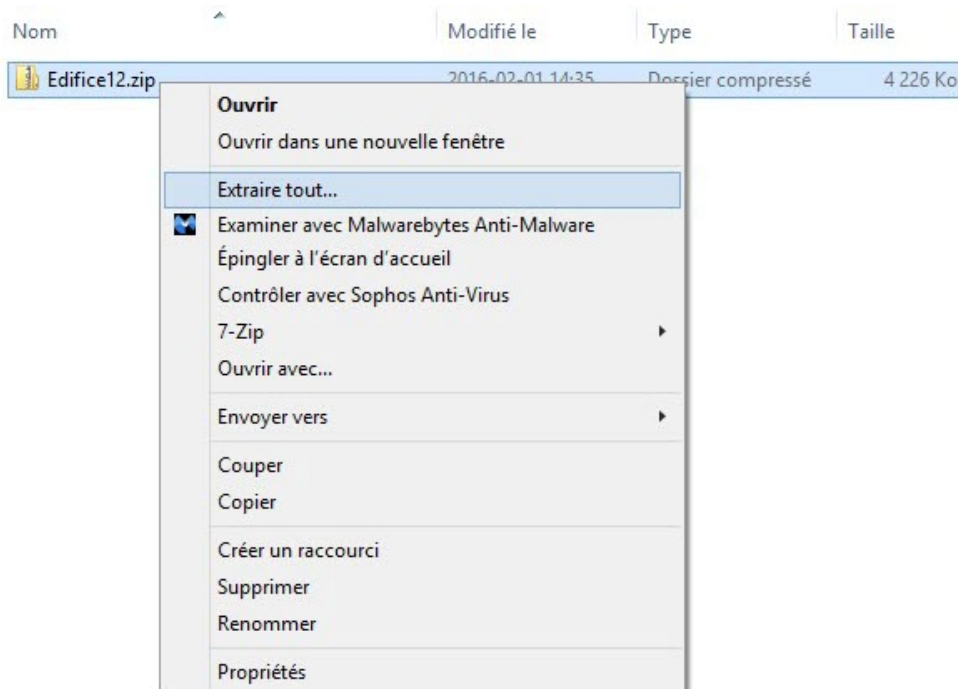 Nom Modifié le Type Taille
Edifice12.zip 2016-02-01 14:35 Dossier compressé 4 226 Ko
Ouvrir
Ouvrir dans une nouvelle fenêtre
Extraire tout...
Examiner avec Malwarebytes Anti-Malware
Épingler à l'écran d'accueil
Contrôler avec Sophos Anti-Virus
7-Zip
Ouvrir avec...
Envoyer vers
Couper
Copier
Créer un raccourci
Supprimer
Renommer
Propriétés